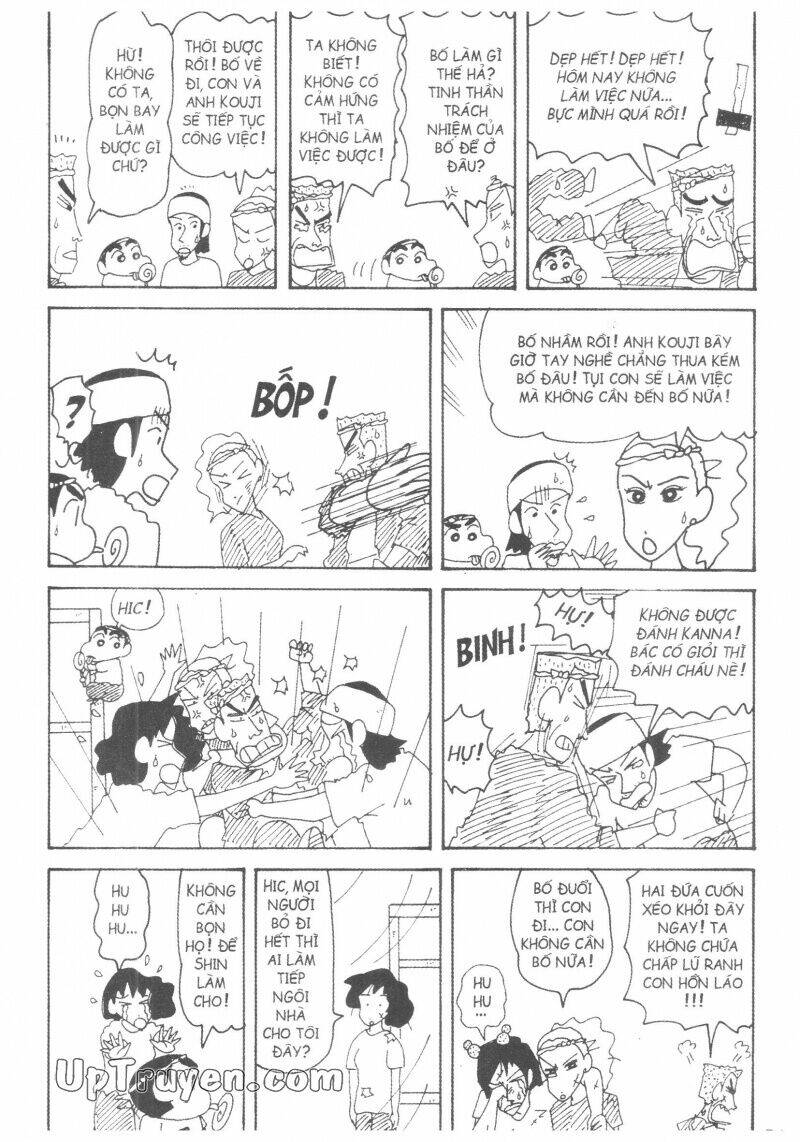 DẸP HẾT! DẸP HẾT!
HÔM NAY KHÔNG
LÀM VIỆC NỮA...
BỰC MÌNH QUÁ RỒI!
BỐ LÀM GÌ
THẾ HẢ?
TINH THẦN
TRÁCH
NHIỆM CỦA
BỐ ĐỂ Ở
ĐÂU?
TA KHÔNG
BIẾT!
KHÔNG CÓ
CẢM HỨNG
THÌ TA
KHÔNG LÀM
VIỆC ĐƯỢC!
THÔI ĐƯỢC
RỒI! BỐ VỀ
ĐI, CON VÀ
ANH KOUJI
SẼ TIẾP TỤC
CÔNG VIỆC!
HỪ!
KHÔNG
CÓ TA,
BỌN BAY
LÀM
ĐƯỢC GÌ
CHỨ?
BỐ NHẦM RỒI! ANH KOUJI BÂY
GIỜ TAY NGHỀ CHẲNG THUA KÉM
BỐ ĐÂU! TỤI CON SẼ LÀM VIỆC
MÀ KHÔNG CẦN ĐẾN BỐ NỮA!
BỐP!
?
KHÔNG ĐƯỢC
ĐÁNH KANNA!
BÁC CÓ GIỎI THÌ
ĐÁNH CHÁU NÈ!
HỰ!
BINH!
HỰ!
HIC!
HAI ĐỨA CUỐN
XÉO KHỎI ĐÂY
NGAY! TA
KHÔNG CHỨA
CHẤP LŨ RANH
CON HỖN LÁO
!!!
BỐ ĐUỔI
THÌ CON
ĐI... CON
KHÔNG CẦN
BỐ NỮA!
HU
HU
...
HIC, MỌI
NGƯỜI
BỎ ĐI
HẾT THÌ
AI LÀM
TIẾP
NGÔI
NHÀ
CHO TÔI
ĐÂY?
KHÔNG
CẦN
BỌN
HỌ! ĐỂ
SHIN
LÀM
CHO!
HU
HU
HU...
UpTruyen.com